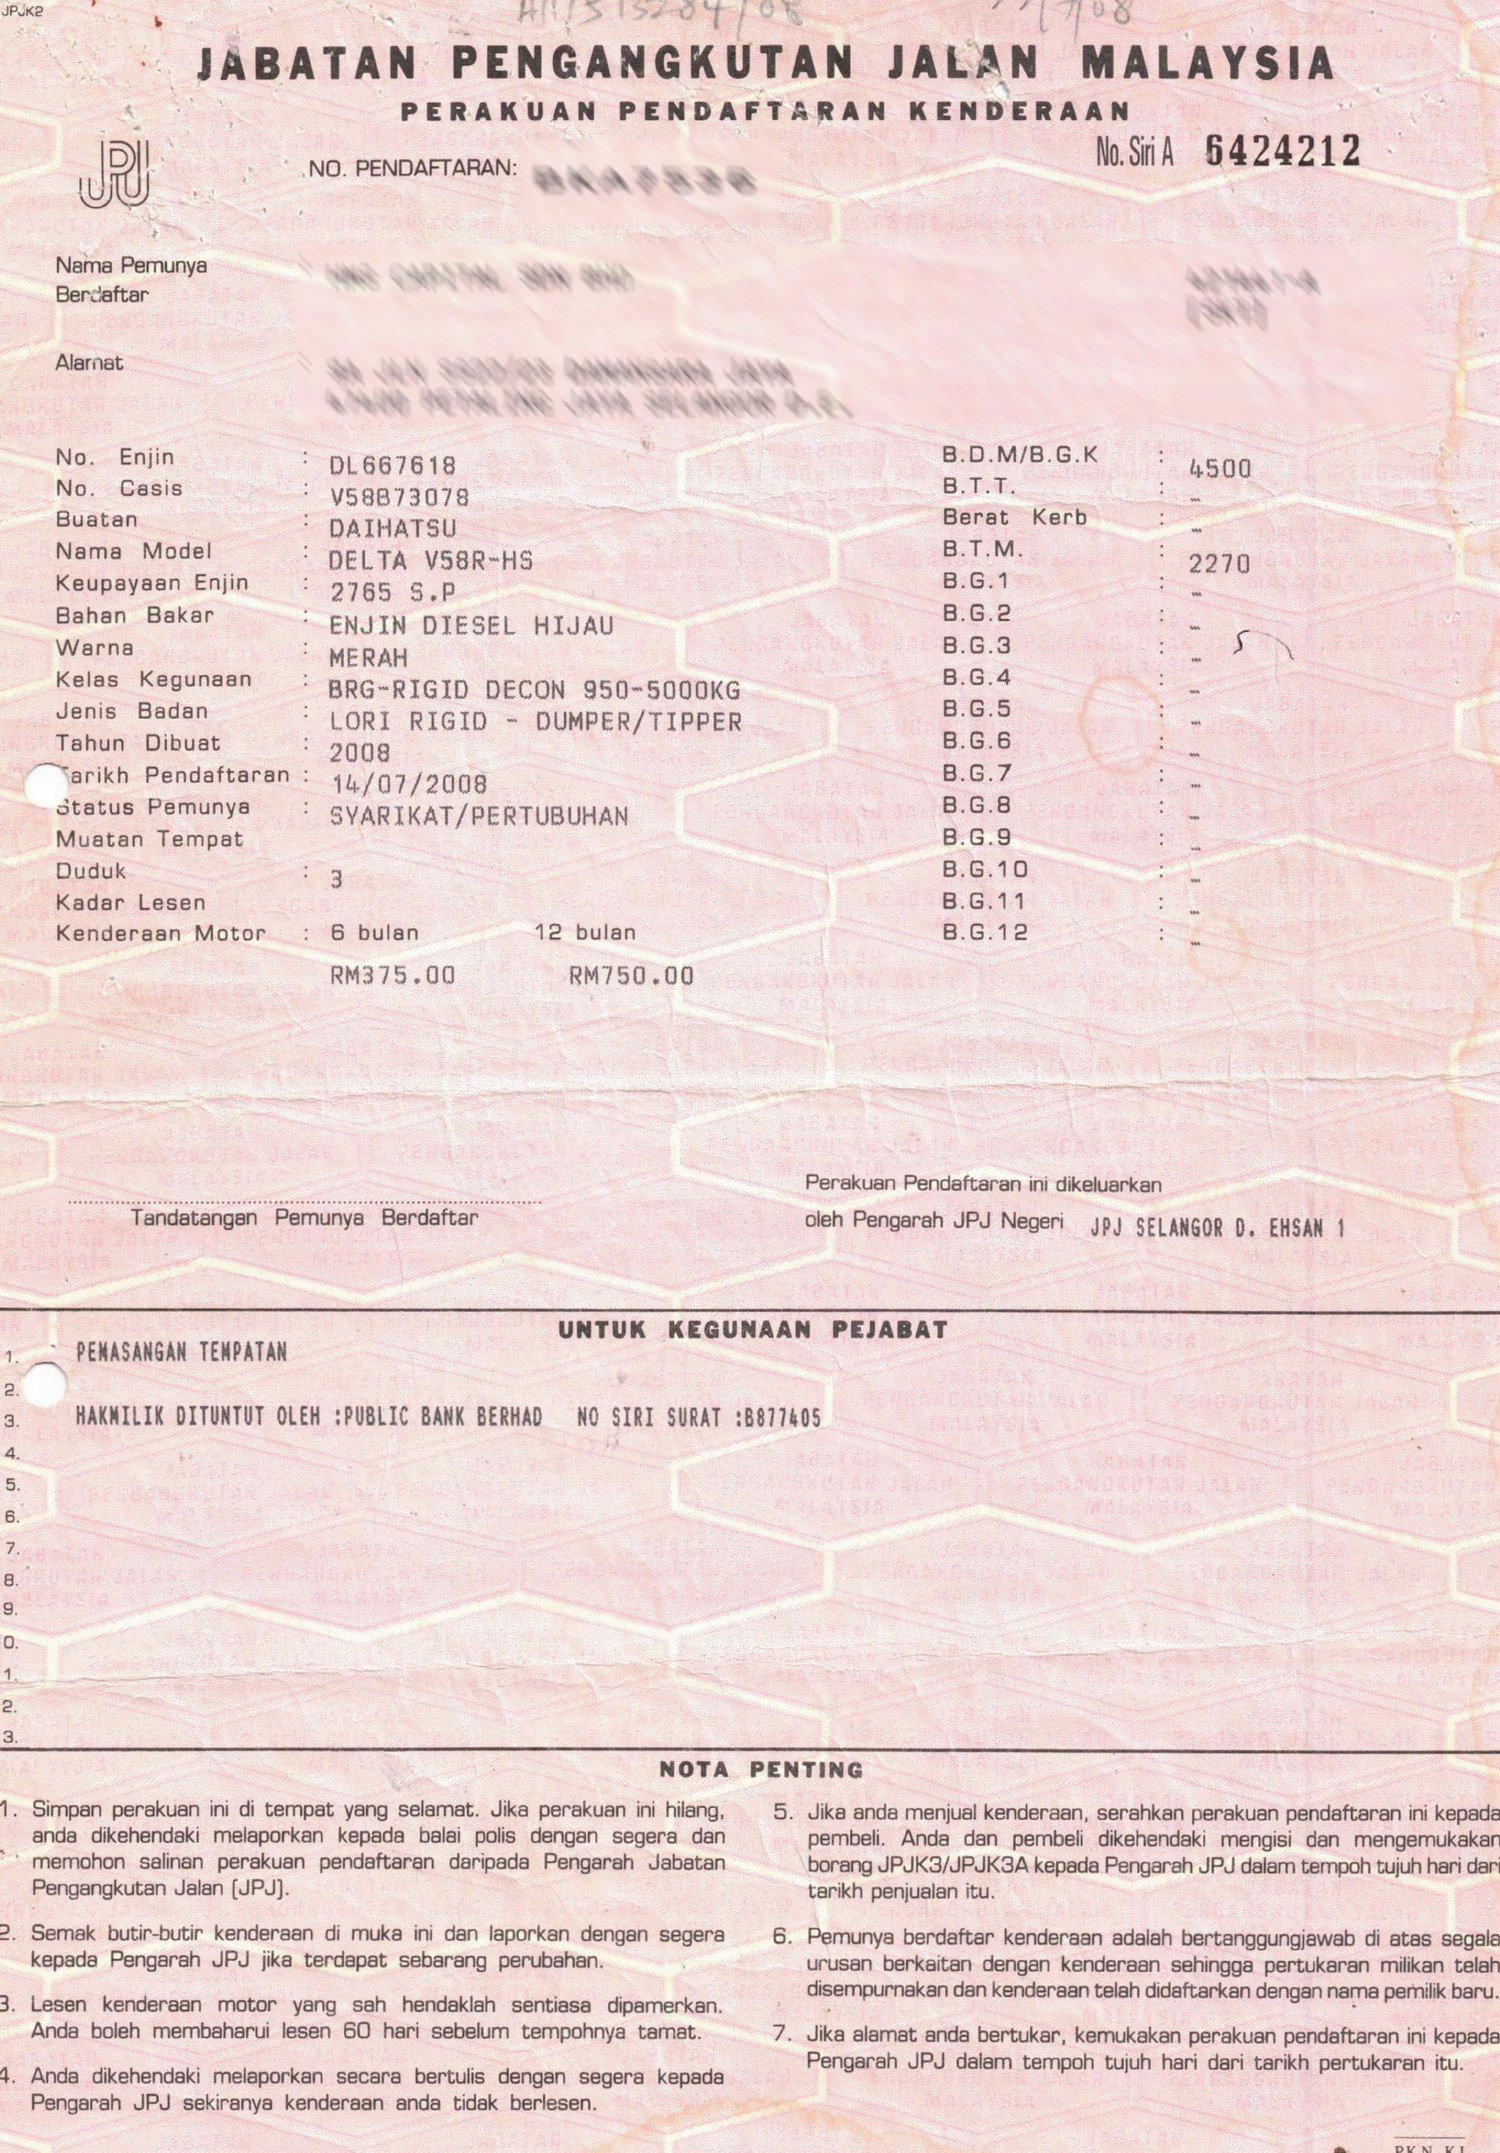 JPJK2
JABATAN PENGANGKUTAN JALAN MALAYSIA
PERAKUAN PENDAFTARAN KENDERAAN
JPJ
NO. PENDAFTARAN:
No. Siri A 6424212
Nama Pemunya
Berdaftar
Alamat
No. Enjin : DL667618
No. Casis : V58B73078
Buatan : DAIHATSU
Nama Model : DELTA V58R-HS
Keupayaan Enjin : 2765 S.P
Bahan Bakar : ENJIN DIESEL HIJAU
Warna : MERAH
Kelas Kegunaan : BRG-RIGID DECON 950-5000KG
Jenis Badan : LORI RIGID - DUMPER/TIPPER
Tahun Dibuat : 2008
Tarikh Pendaftaran : 14/07/2008
Status Pemunya : SYARIKAT/PERTUBUHAN
Muatan Tempat
Duduk : 3
Kadar Lesen
Kenderaan Motor : 6 bulan 12 bulan
RM375.00 RM750.00
B.D.M/B.G.K : 4500
B.T.T. : -
Berat Kerb : -
B.T.M. : 2270
B.G.1 : -
B.G.2 : -
B.G.3 : -
B.G.4 : -
B.G.5 : -
B.G.6 : -
B.G.7 : -
B.G.8 : -
B.G.9 : -
B.G.10 : -
B.G.11 : -
B.G.12 : -
Tandatangan Pemunya Berdaftar
Perakuan Pendaftaran ini dikeluarkan
oleh Pengarah JPJ Negeri JPJ SELANGOR D. EHSAN 1
UNTUK KEGUNAAN PEJABAT
1. PEMASANGAN TEMPATAN
2.
3. HAKMILIK DITUNTUT OLEH :PUBLIC BANK BERHAD NO SIRI SURAT :B877405
4.
5.
6.
7.
8.
9.
0.
1.
2.
3.
NOTA PENTING
1. Simpan perakuan ini di tempat yang selamat. Jika perakuan ini hilang,
anda dikehendaki melaporkan kepada balai polis dengan segera dan
memohon salinan perakuan pendaftaran daripada Pengarah Jabatan
Pengangkutan Jalan (JPJ).
2. Semak butir-butir kenderaan di muka ini dan laporkan dengan segera
kepada Pengarah JPJ jika terdapat sebarang perubahan.
3. Lesen kenderaan motor yang sah hendaklah sentiasa dipamerkan.
Anda boleh membaharui lesen 60 hari sebelum tempohnya tamat.
4. Anda dikehendaki melaporkan secara bertulis dengan segera kepada
Pengarah JPJ sekiranya kenderaan anda tidak berlesen.
5. Jika anda menjual kenderaan, serahkan perakuan pendaftaran ini kepada
pembeli. Anda dan pembeli dikehendaki mengisi dan mengemukakan
borang JPJK3/JPJK3A kepada Pengarah JPJ dalam tempoh tujuh hari dari
tarikh penjualan itu.
6. Pemunya berdaftar kenderaan adalah bertanggungjawab di atas segala
urusan berkaitan dengan kenderaan sehingga pertukaran milikan telah
disempurnakan dan kenderaan telah didaftarkan dengan nama pemilik baru.
7. Jika alamat anda bertukar, kemukakan perakuan pendaftaran ini kepada
Pengarah JPJ dalam tempoh tujuh hari dari tarikh pertukaran itu.